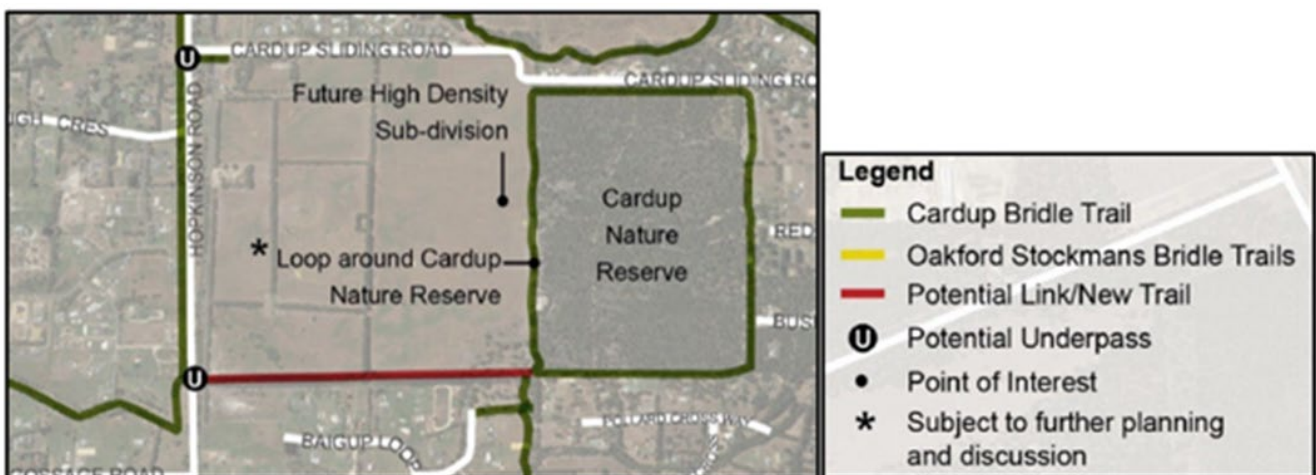 CARDUP SLIDING ROAD
CARDUP SLIDING RO
Future High Density
Sub-division
IGH CRES
HOPKINSON ROAD
Cardup
Nature
Reserve
* Loop around Cardup
Nature Reserve
RED
BUS
BAIGUP LOOP
POLLARD CROSS WAY
GOSSAGE ROAD
U
U
Legend
Cardup Bridle Trail
Oakford Stockmans Bridle Trails
Potential Link/New Trail
U Potential Underpass
Point of Interest
* Subject to further planning
and discussion